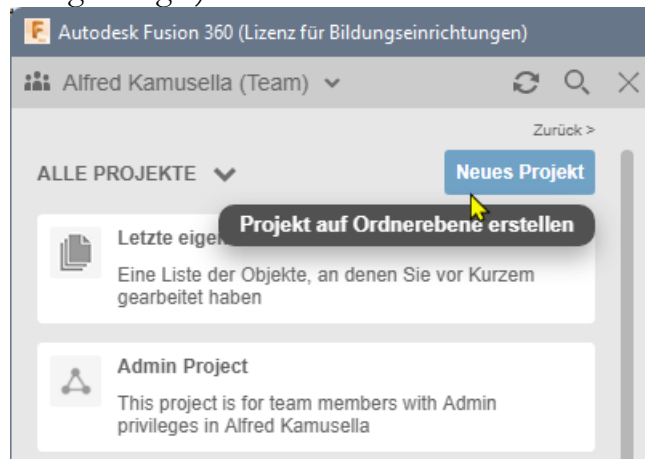 Autodesk Fusion 360 (Lizenz für Bildungseinrichtungen)
Alfred Kamusella (Team)
Zurück >
ALLE PROJEKTE
Neues Projekt
Projekt auf Ordnerebene erstellen
Letzte
Eine Liste der Objekte, an denen Sie vor Kurzem
gearbeitet haben
Admin Project
This project is for team members with Admin
privileges in Alfred Kamusella